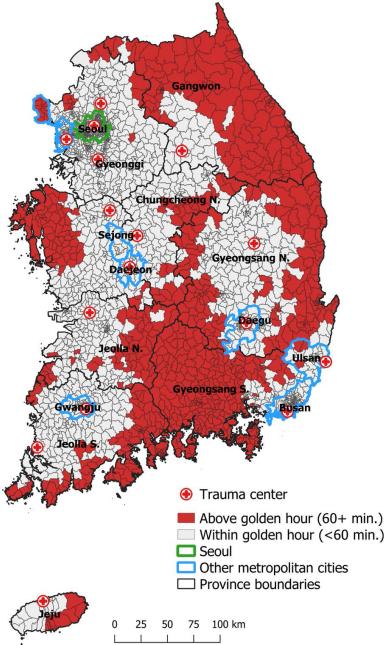 Gangwon
Seoul
Gyeonggi
Chungcheong N.
Sejong
Gyeongsang N.
Daejeon
Daegu
Jeolla N.
Ulsan
Gyeongsang S.
Gwangju
Busan
Jeolla S.
Trauma center
Above golden hour (60+ min.)
Within golden hour (<60 min.)
Seoul
Other metropolitan cities
Province boundaries
Jeju
0 25 50 75 100 km